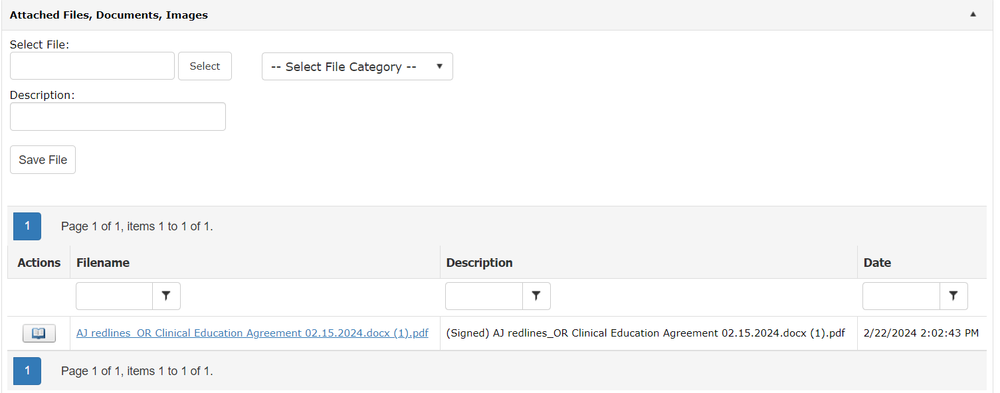 Attached Files, Documents, Images
Select File:
Select
-- Select File Category --
Description:
Save File
1 Page 1 of 1, items 1 to 1 of 1.
Actions Filename Description Date
AJ redlines_OR Clinical Education Agreement 02.15.2024.docx (1).pdf (Signed) AJ redlines_OR Clinical Education Agreement 02.15.2024.docx (1).pdf 2/22/2024 2:02:43 PM
1 Page 1 of 1, items 1 to 1 of 1.